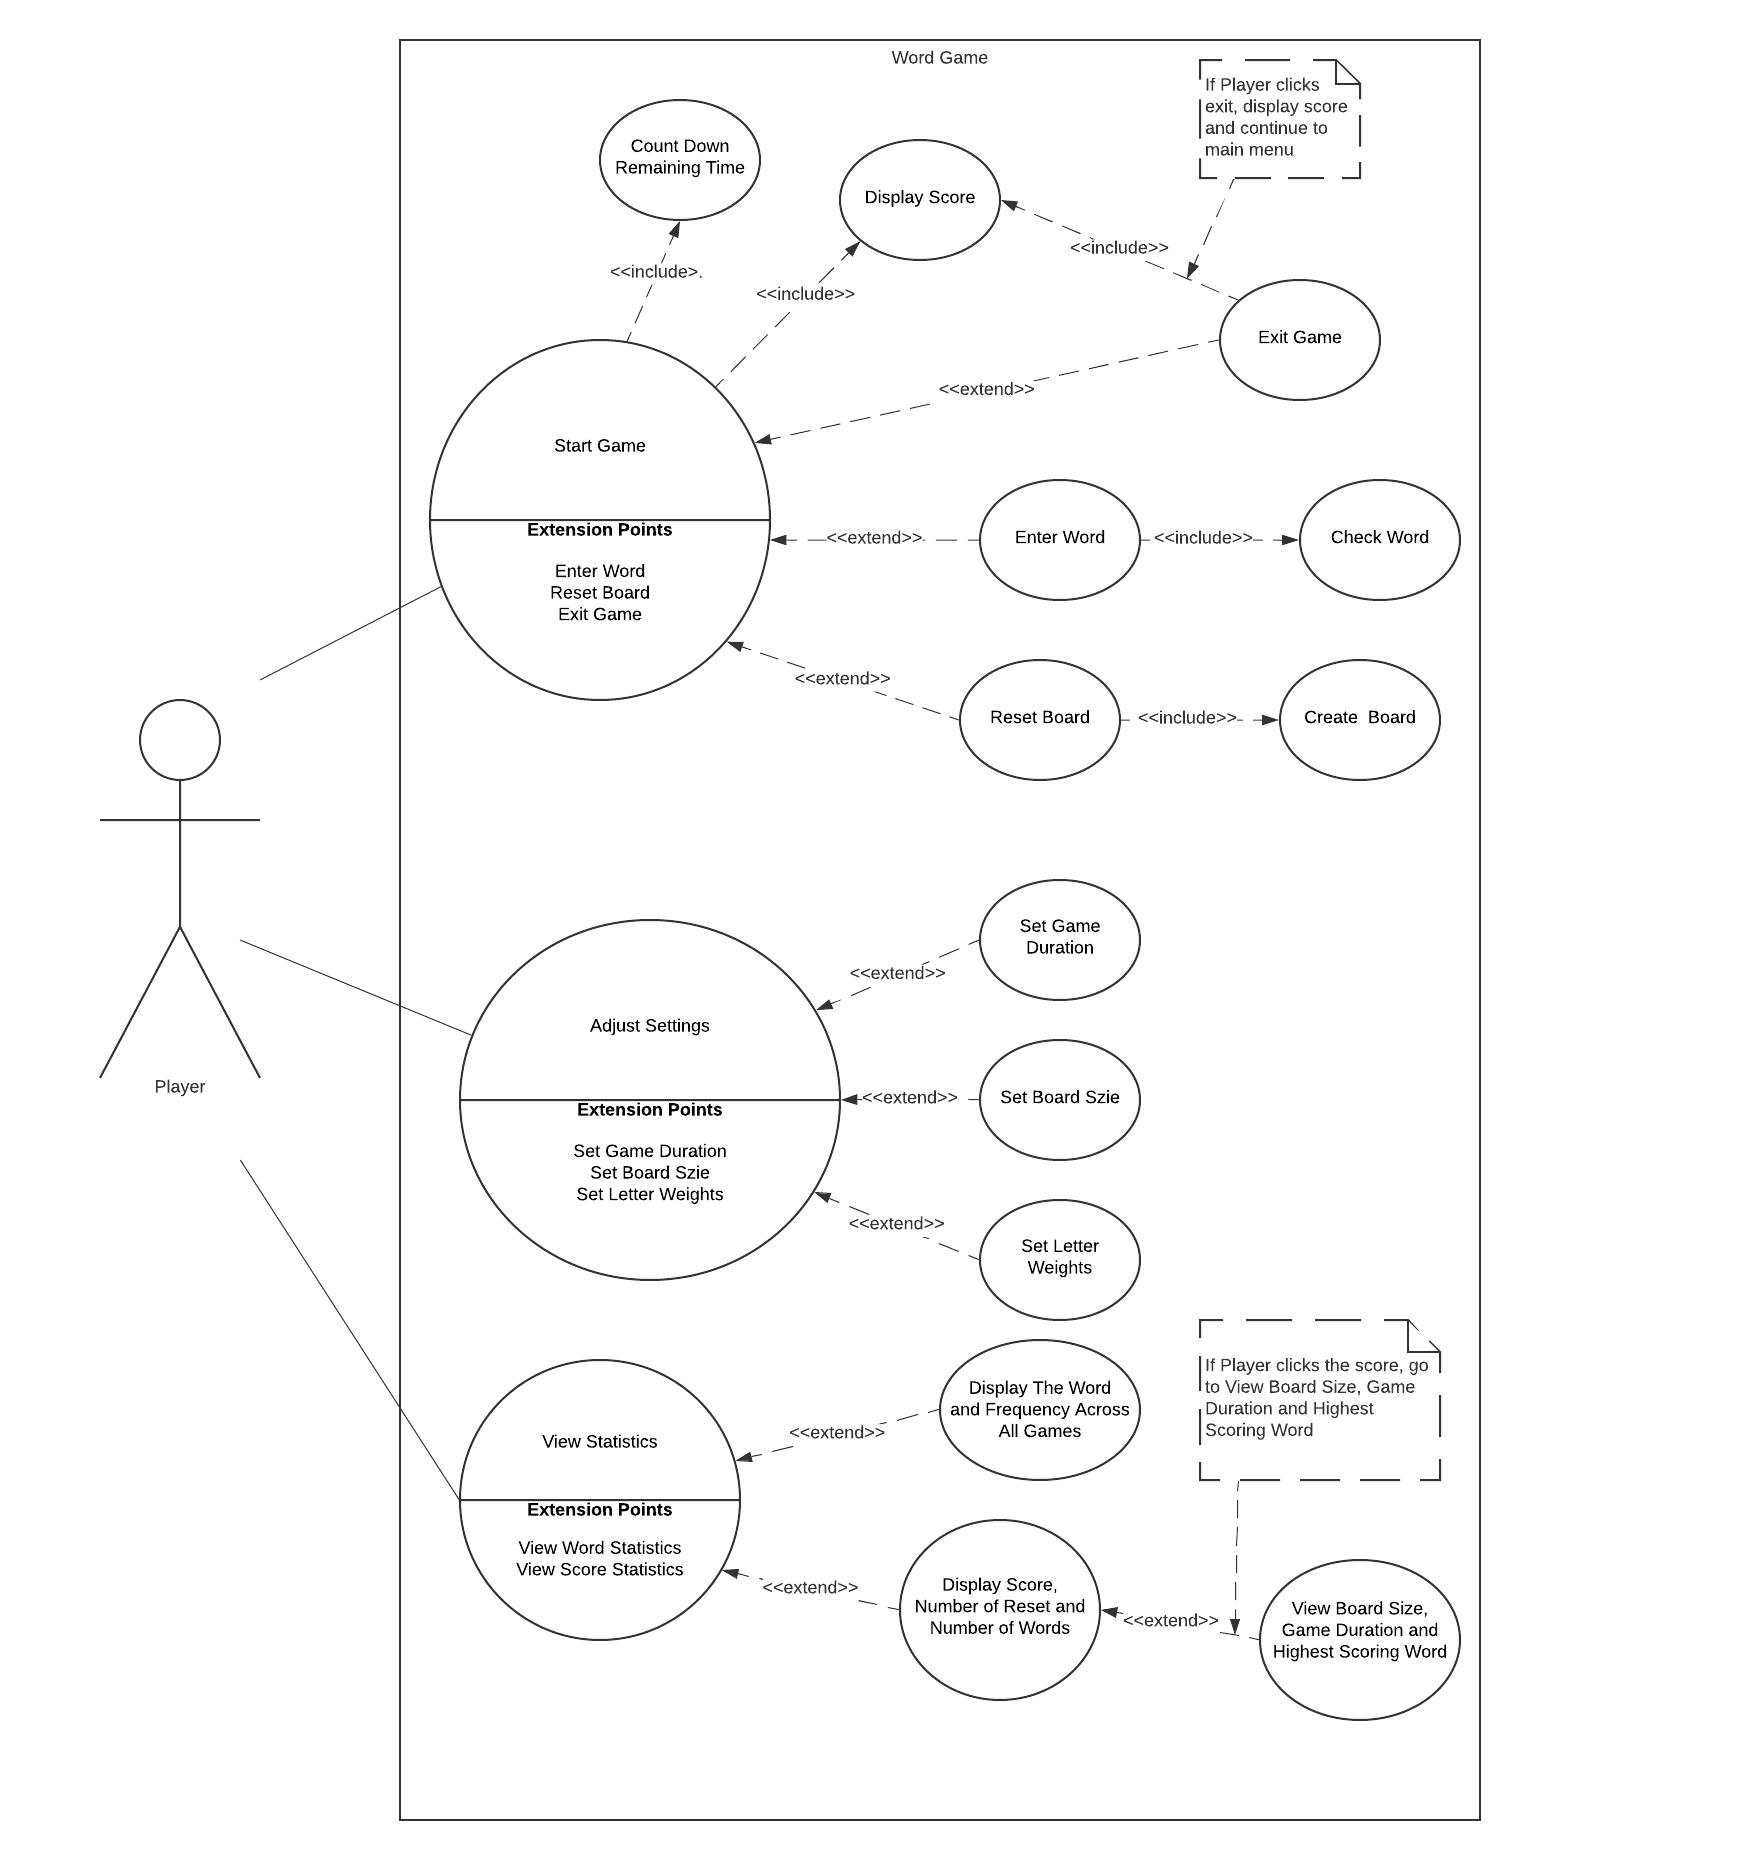 Word Game
If Player clicks
exit, display score
and continue to
main menu
Count Down
Remaining Time
Display Score
<<include>>
<<include>.
<<include>>
Exit Game
<<extend>>
Start Game
Extension Points
Enter Word
Reset Board
Exit Game
<<extend>>
Enter Word
<<include>>
Check Word
<<extend>>
Reset Board
<<include>>
Create  Board
Player
Set Game
Duration
<<extend>>
Adjust Settings
Extension Points
Set Game Duration
Set Board Szie
Set Letter Weights
<<extend>>
Set Board Szie
<<extend>>
Set Letter
Weights
Display The Word
and Frequency Across
All Games
<<extend>>
If Player clicks the score, go
to View Board Size, Game
Duration and Highest
Scoring Word
View Statistics
Extension Points
View Word Statistics
View Score Statistics
<<extend>>
Display Score,
Number of Reset and
Number of Words
<<extend>>
View Board Size,
Game Duration and
Highest Scoring Word